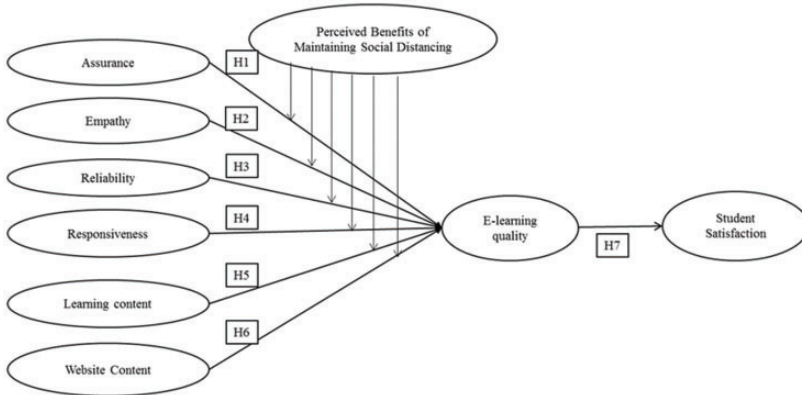 Perceived Benefits of
Maintaining Social Distancing
Assurance
H1
Empathy
H2
Reliability
H3
Responsiveness
H4
Learning content
H5
Website Content
H6
E-learning
quality
H7
Student
Satisfaction